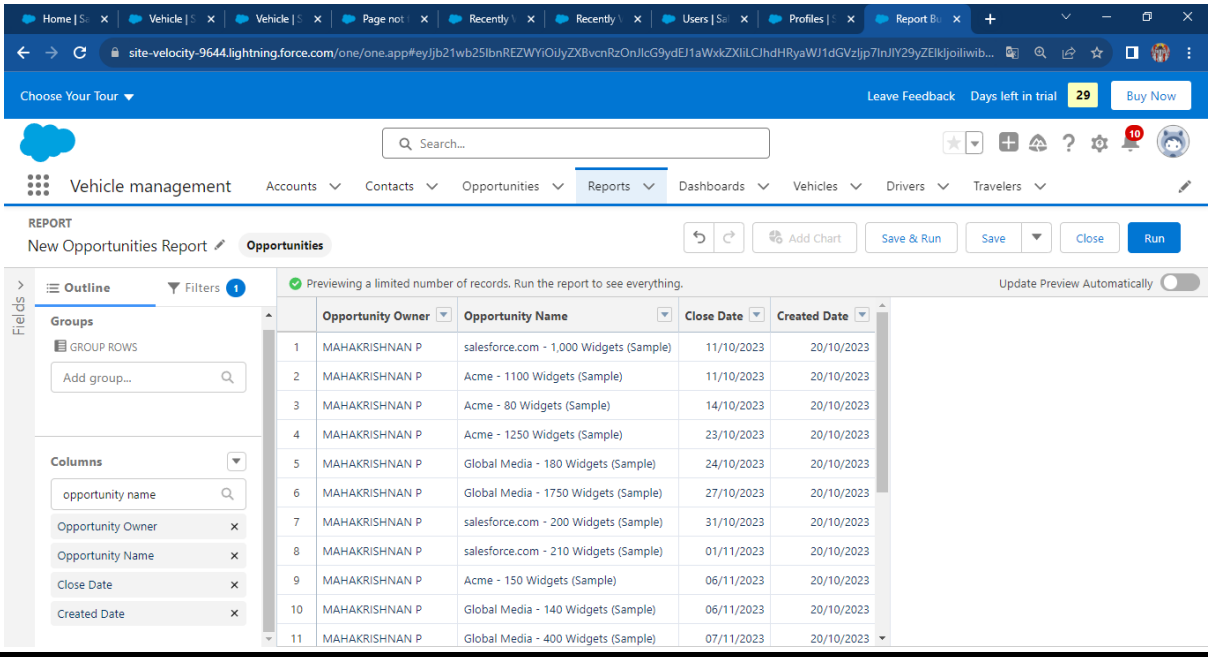 Home | Sa
Vehicle | S
Vehicle | S
Page not f
Recently V
Recently V
Users | Sal
Profiles | S
Report Bu
site-velocity-9644.lightning.force.com
Choose Your Tour
Leave Feedback Days left in trial 29 Buy Now
Search...
10
Vehicle management Accounts Contacts Opportunities Reports Dashboards Vehicles Drivers Travelers
REPORT
New Opportunities Report Opportunities
Add Chart Save & Run Save Close Run
Fields
Outline Filters 1
Previewing a limited number of records. Run the report to see everything. Update Preview Automatically
Groups
GROUP ROWS
Add group...
Columns
opportunity name
Opportunity Owner
Opportunity Name
Close Date
Created Date
Opportunity Owner Opportunity Name Close Date Created Date
1 MAHAKRISHNAN P salesforce.com - 1,000 Widgets (Sample) 11/10/2023 20/10/2023
2 MAHAKRISHNAN P Acme - 1100 Widgets (Sample) 11/10/2023 20/10/2023
3 MAHAKRISHNAN P Acme - 80 Widgets (Sample) 14/10/2023 20/10/2023
4 MAHAKRISHNAN P Acme - 1250 Widgets (Sample) 23/10/2023 20/10/2023
5 MAHAKRISHNAN P Global Media - 180 Widgets (Sample) 24/10/2023 20/10/2023
6 MAHAKRISHNAN P Global Media - 1750 Widgets (Sample) 27/10/2023 20/10/2023
7 MAHAKRISHNAN P salesforce.com - 200 Widgets (Sample) 31/10/2023 20/10/2023
8 MAHAKRISHNAN P salesforce.com - 210 Widgets (Sample) 01/11/2023 20/10/2023
9 MAHAKRISHNAN P Acme - 150 Widgets (Sample) 06/11/2023 20/10/2023
10 MAHAKRISHNAN P Global Media - 140 Widgets (Sample) 06/11/2023 20/10/2023
11 MAHAKRISHNAN P Global Media - 400 Widgets (Sample) 07/11/2023 20/10/2023